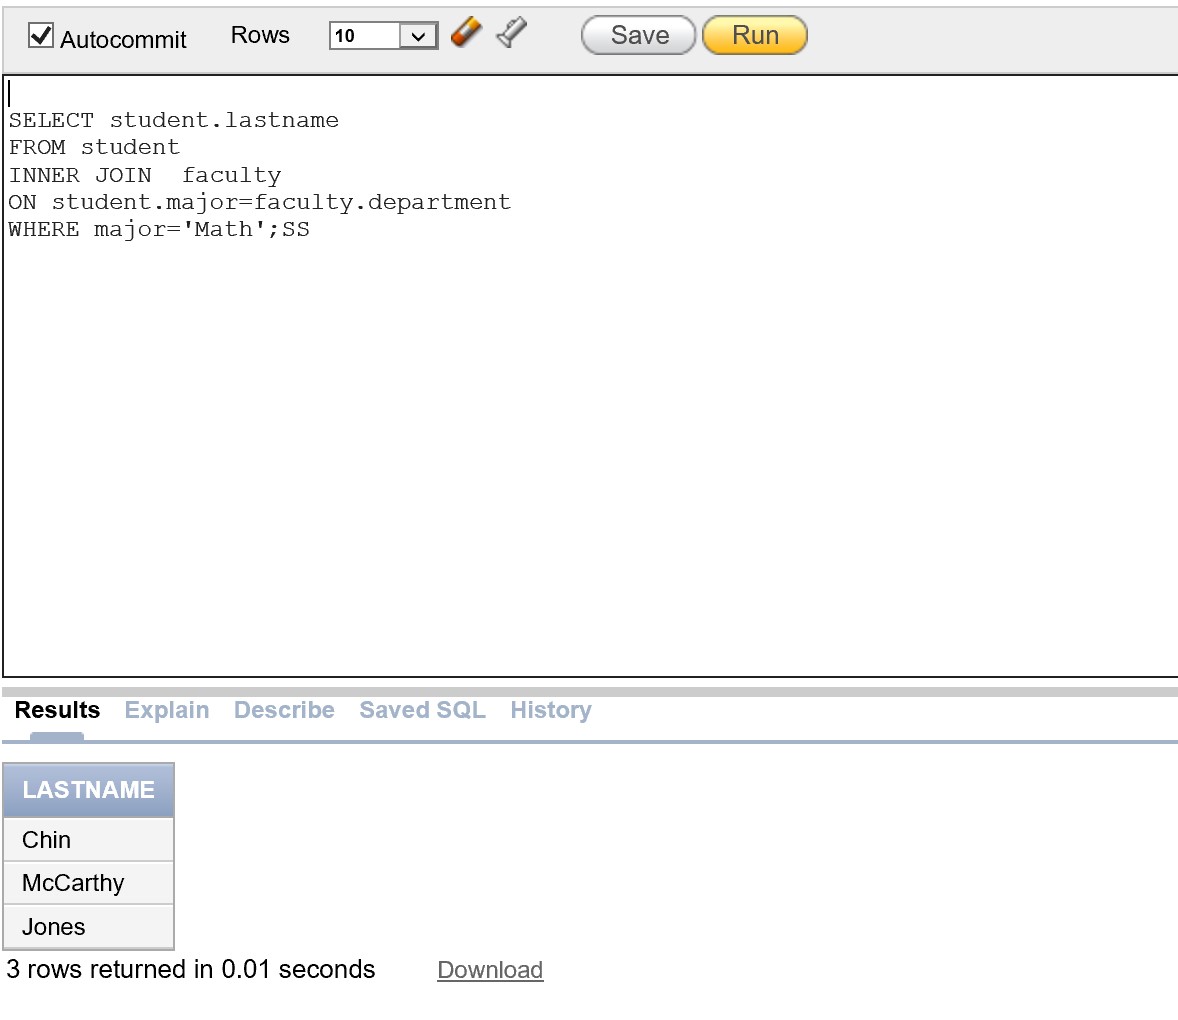 Autocommit Rows 10 Save Run
SELECT student.lastname
FROM student
INNER JOIN  faculty
ON student.major=faculty.department
WHERE major='Math';SS
Results Explain Describe Saved SQL History
LASTNAME
Chin
McCarthy
Jones
3 rows returned in 0.01 seconds Download